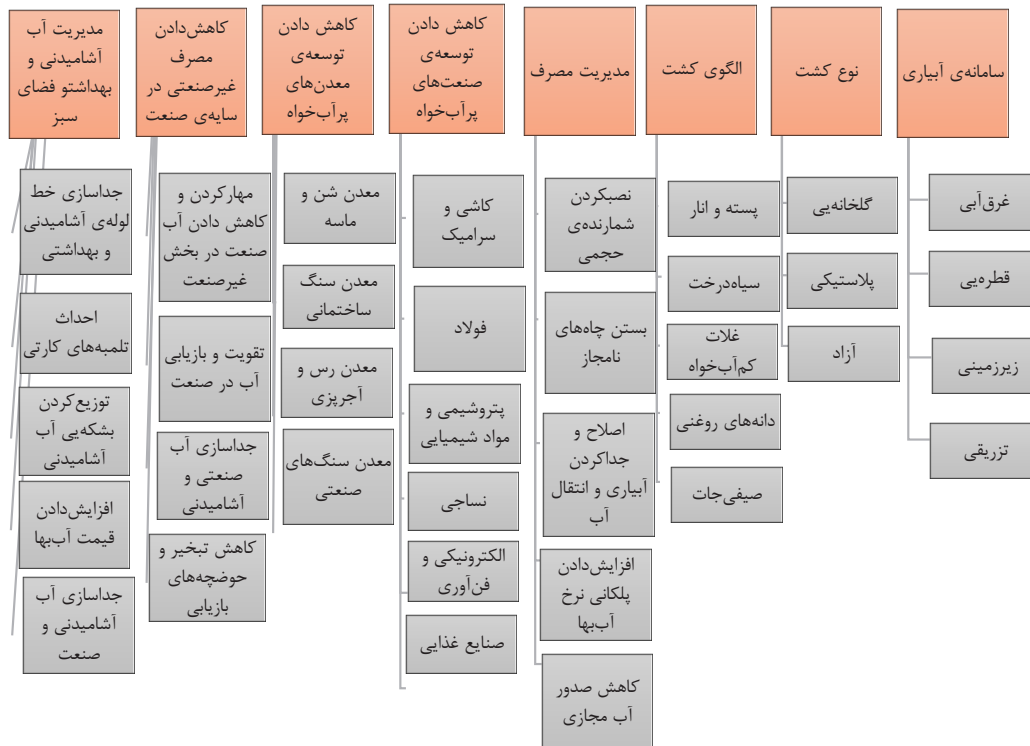 سامانه‌ی آبیاری
غرق‌آبی
قطره‌یی
زیرزمینی
تزریقی
نوع کشت
گلخانه‌یی
پلاستیکی
آزاد
الگوی کشت
پسته و انار
سیاه‌درخت
غلات
کم‌آب‌خواه
دانه‌های روغنی
صیفی‌جات
مدیریت مصرف
نصبکردن
شمارنده‌ی
حجمی
بستن چاه‌های
نامجاز
اصلاح و
جداکردن
آبیاری و انتقال
آب
افزایش‌دادن
پلکانی نرخ
آب‌بها
کاهش صدور
آب مجازی
کاهش دادن
توسعه‌ی
صنعت‌های
پرآب‌خواه
کاشی و
سرامیک
فولاد
پتروشیمی و
مواد شیمیایی
نساجی
الکترونیکی و
فن‌آوری
صنایع غذایی
کاهش دادن
توسعه‌ی
معدن‌های
پرآب‌خواه
معدن شن و
ماسه
معدن سنگ
ساختمانی
معدن رس و
آجرپزی
معدن سنگ‌های
صنعتی
کاهش‌دادن
مصرف
غیرصنعتی در
سایه‌ی صنعت
مهارکردن و
کاهش دادن آب
صنعت در بخش
غیرصنعت
تقویت و بازیابی
آب در صنعت
جداسازی آب
صنعتی و
آشامیدنی
کاهش تبخیر و
حوضچه‌های
بازیابی
مدیریت آب
آشامیدنی و
بهداشتو فضای
سبز
جداسازی خط
لوله‌ی آشامیدنی
و بهداشتی
احداث
تلمبه‌های کارتی
توزیع‌کردن
بشکه‌یی آب
آشامیدنی
افزایش‌دادن
قیمت آب‌بها
جداسازی آب
آشامیدنی و
صنعت